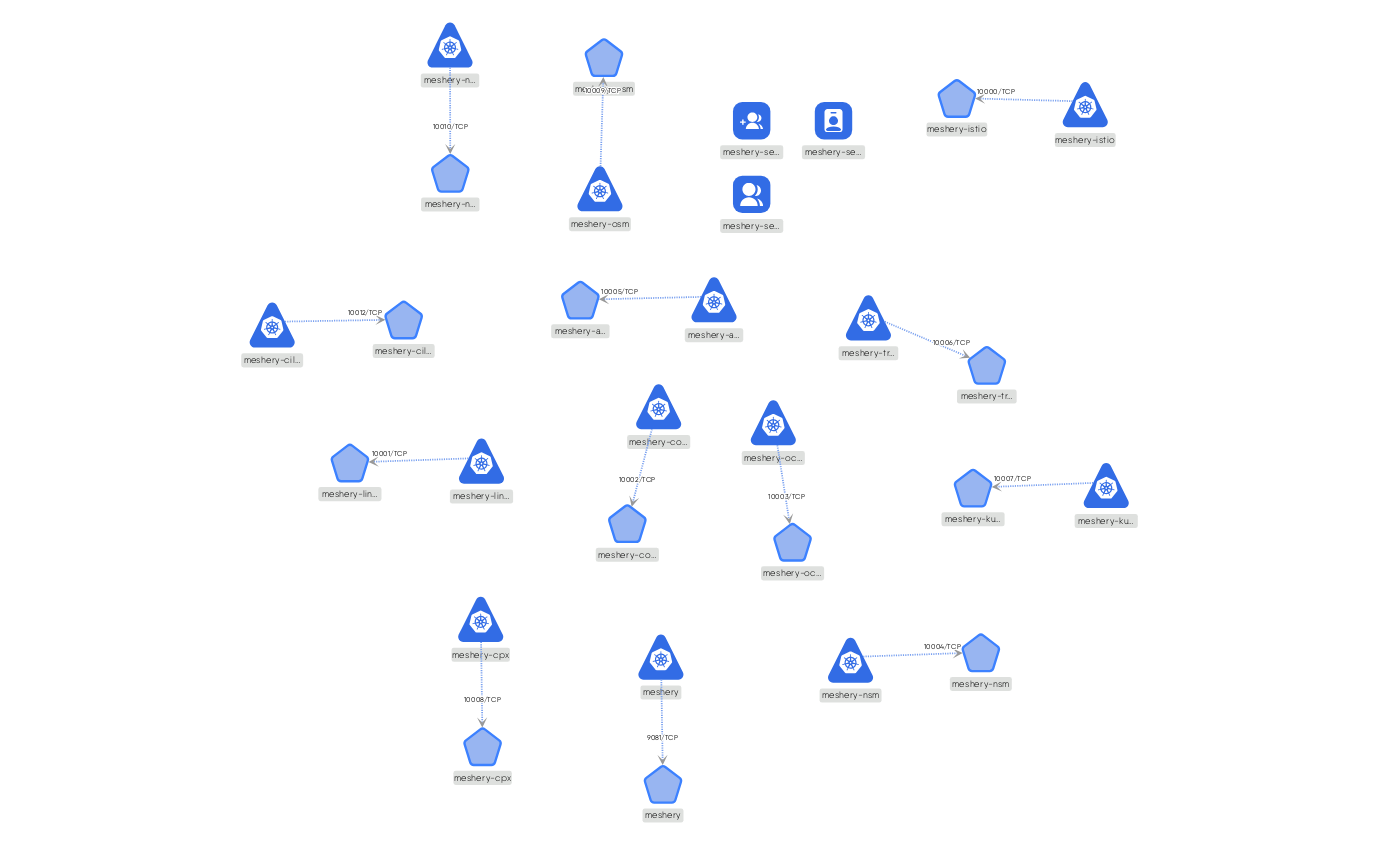 meshery-n...
10010/TCP
meshery-n...
10009/TCP
meshery-osm
meshery-se...
meshery-se...
meshery-se...
10000/TCP
meshery-istio
meshery-istio
10012/TCP
meshery-cil...
meshery-cil...
10005/TCP
meshery-a...
meshery-a...
meshery-tr...
10006/TCP
meshery-tr...
10001/TCP
meshery-lin...
meshery-lin...
meshery-co...
10002/TCP
meshery-co...
meshery-oc...
10003/TCP
meshery-oc...
10007/TCP
meshery-ku...
meshery-ku...
meshery-cpx
10008/TCP
meshery-cpx
meshery
9081/TCP
meshery
10004/TCP
meshery-nsm
meshery-nsm